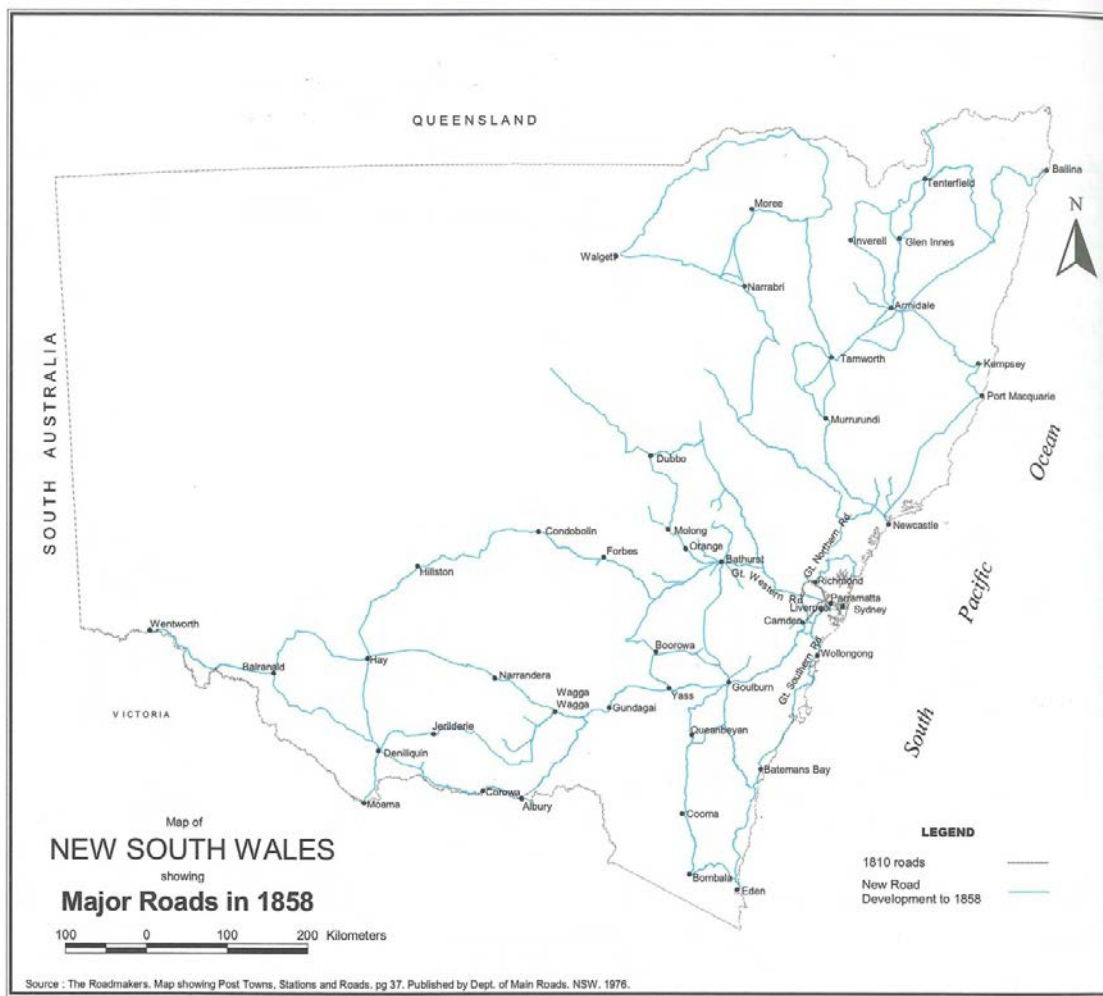 QUEENSLAND
Ballina
Tenterfield
N
Moree
Inverell
Glen Innes
Walgett
Narrabri
Armidale
SOUTH AUSTRALIA
Tamworth
Kempsey
Port Macquarie
Murrurundi
Ocean
Dubbo
Newcastle
Condobolin
Molong
Orange
Forbes
Bathurst
Gt. Northern Rd.
Hillston
Gt. Western Rd
Richmond
Pacific
Parramatta
Liverpool
Sydney
Camden
Wentworth
Boorowa
Wollongong
Hay
Balranald
Gt. Southern Rd.
Narrandera
Goulburn
Yass
Wagga
Wagga
Gundagai
VICTORIA
South
Jerilderie
Queanbeyan
Deniliquin
Batemans Bay
Corowa
Moama
Albury
Cooma
Map of
NEW SOUTH WALES
LEGEND
showing
1810 roads
Major Roads in 1858
Bombala
New Road
Development to 1858
Eden
100 0 100 200 Kilometers
Source : The Roadmakers. Map showing Post Towns, Stations and Roads. pg 37. Published by Dept. of Main Roads. NSW. 1976.